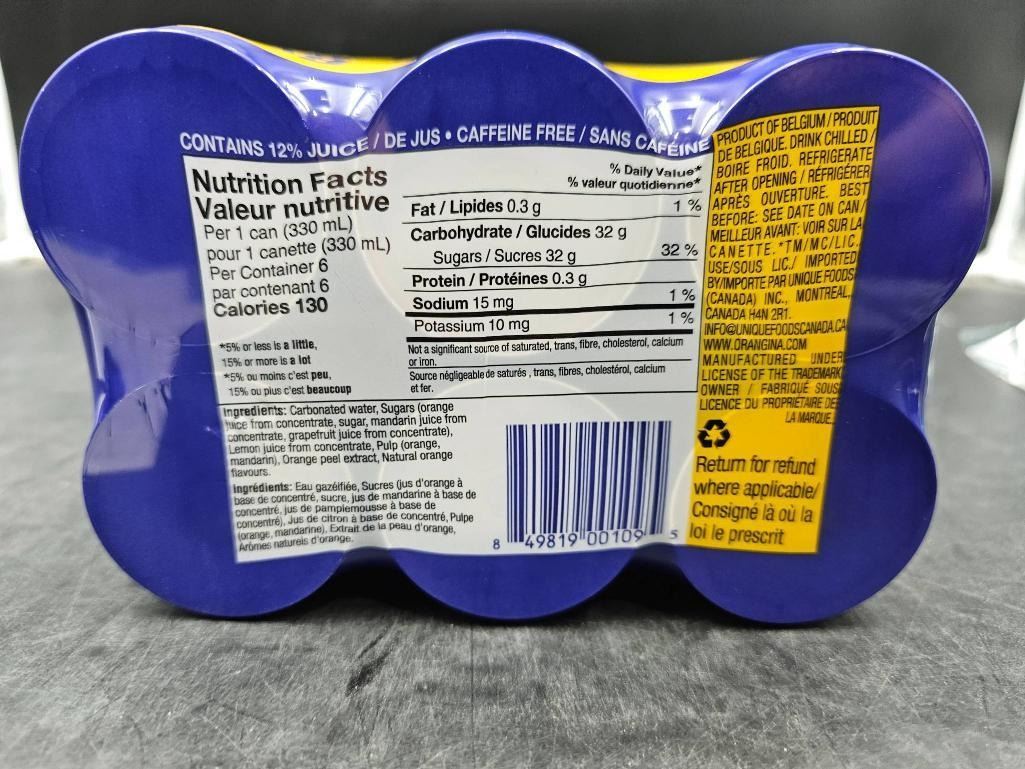 CONTAINS 12% JUICE / DE JUS • CAFFEINE FREE / SANS CAFÉINE
Nutrition Facts
Valeur nutritive
Per 1 can (330 mL)
pour 1 canette (330 mL)
Per Container 6
par contenant 6
Calories 130
*5% or less is a little,
15% or more is a lot
*5% ou moins c'est peu,
15% ou plus c'est beaucoup
% Daily Value*
% valeur quotidienne*
Fat / Lipides 0.3 g 1 %
Carbohydrate / Glucides 32 g
Sugars / Sucres 32 g 32 %
Protein / Protéines 0.3 g
Sodium 15 mg 1 %
Potassium 10 mg 1 %
Not a significant source of saturated, trans, fibre, cholesterol, calcium
or iron.
Source négligeable de saturés , trans, fibres, cholestérol, calcium
et fer.
Ingredients: Carbonated water, Sugars (orange
juice from concentrate, sugar, mandarin juice from
concentrate, grapefruit juice from concentrate),
Lemon juice from concentrate, Pulp (orange,
mandarin), Orange peel extract, Natural orange
flavours.
Ingrédients: Eau gazéifiée, Sucres (jus d'orange à
base de concentré, sucre, jus de mandarine à base de
concentré, jus de pamplemousse à base de
concentré), Jus de citron à base de concentré, Pulpe
(orange, mandarine), Extrait de la peau d'orange,
Arômes naturels d'orange.
8 49819 00109 5
PRODUCT OF BELGIUM / PRODUIT
DE BELGIQUE. DRINK CHILLED /
BOIRE FROID. REFRIGERATE
AFTER OPENING / RÉFRIGÉRER
APRÈS OUVERTURE. BEST
BEFORE: SEE DATE ON CAN /
MEILLEUR AVANT: VOIR SUR LA
CANETTE. *TM/MC/LIC.
USE/SOUS LIC./ IMPORTED
BY/IMPORTE PAR UNIQUE FOODS
(CANADA) INC., MONTREAL,
CANADA H4N 2R1.
INFO@UNIQUEFOODSCANADA.CA
WWW.ORANGINA.COM
MANUFACTURED UNDER
LICENSE OF THE TRADEMARK
OWNER / FABRIQUÉ SOUS
LICENCE DU PROPRIÉTAIRE DE
LA MARQUE.
Return for refund
where applicable/
Consigné là où la
loi le prescrit